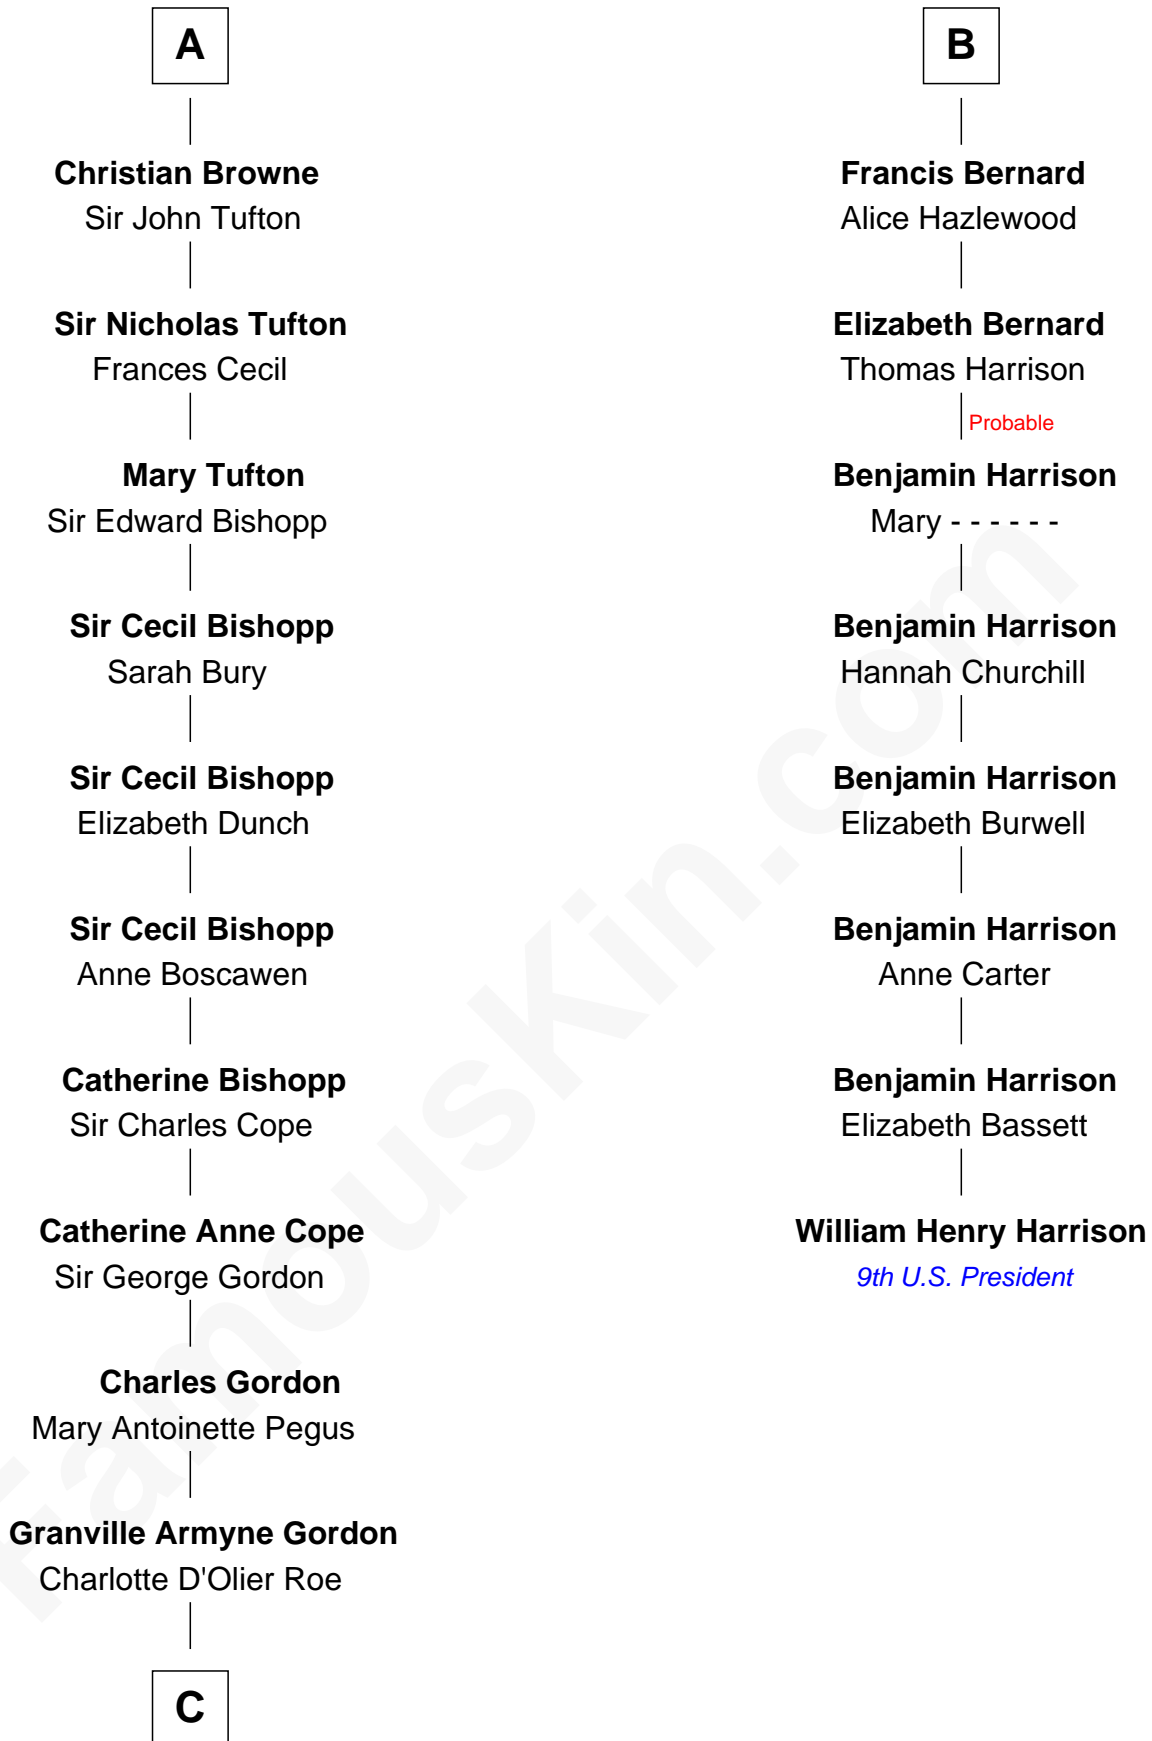 A
Christian Browne
Sir John Tufton
Sir Nicholas Tufton
Frances Cecil
Mary Tufton
Sir Edward Bishopp
Sir Cecil Bishopp
Sarah Bury
Sir Cecil Bishopp
Elizabeth Dunch
Sir Cecil Bishopp
Anne Boscawen
Catherine Bishopp
Sir Charles Cope
Catherine Anne Cope
Sir George Gordon
Charles Gordon
Mary Antoinette Pegus
Granville Armyne Gordon
Charlotte D'Olier Roe
C
B
Francis Bernard
Alice Hazlewood
Elizabeth Bernard
Thomas Harrison
Probable
Benjamin Harrison
Mary - - - - - -
Benjamin Harrison
Hannah Churchill
Benjamin Harrison
Elizabeth Burwell
Benjamin Harrison
Anne Carter
Benjamin Harrison
Elizabeth Bassett
William Henry Harrison
9th U.S. President
FamousKin.com